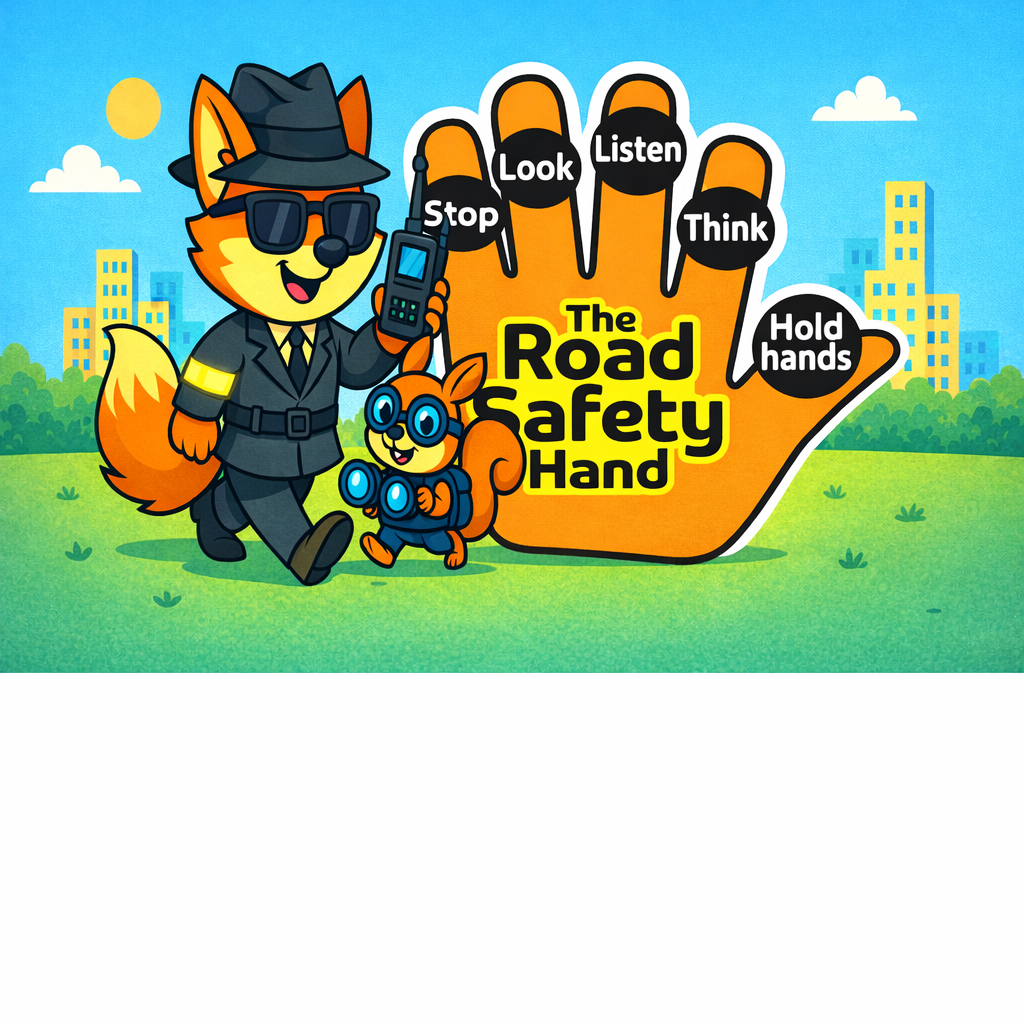 Stop
Look
Listen
Think
Hold
hands
The
Road
Safety
Hand